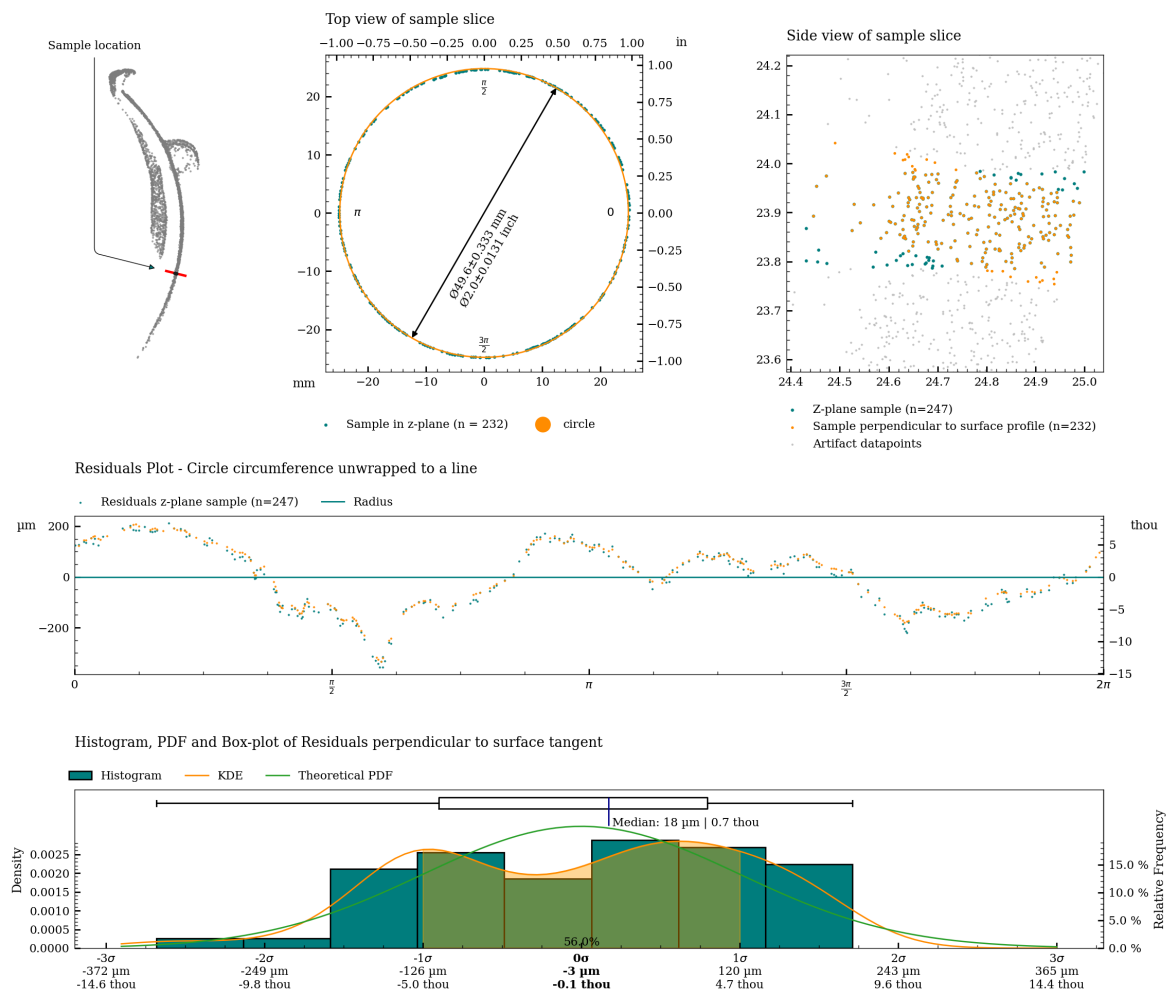 Sample location
Top view of sample slice
−1.00 −0.75 −0.50 −0.25 0.00 0.25 0.50 0.75 1.00 in
20
10
0
−10
−20
mm
−20 −10 0 10 20
1.00
0.75
0.50
0.25
0.00
−0.25
−0.50
−0.75
−1.00
π/2
π
0
3π/2
Ø49.6±0.333 mm
Ø2.0±0.0131 inch
Sample in z-plane (n = 232) circle
Side view of sample slice
24.2
24.1
24.0
23.9
23.8
23.7
23.6
24.4 24.5 24.6 24.7 24.8 24.9 25.0
Z-plane sample (n=247)
Sample perpendicular to surface profile (n=232)
Artifact datapoints
Residuals Plot - Circle circumference unwrapped to a line
Residuals z-plane sample (n=247) Radius
µm
200
0
−200
thou
5
0
−5
−10
−15
0 π/2 π 3π/2 2π
Histogram, PDF and Box-plot of Residuals perpendicular to surface tangent
Histogram KDE Theoretical PDF
Median: 18 µm | 0.7 thou
Density
0.0025
0.0020
0.0015
0.0010
0.0005
0.0000
56.0%
Relative Frequency
15.0 %
10.0 %
5.0 %
0.0 %
-3σ -2σ -1σ 0σ 1σ 2σ 3σ
-372 µm -249 µm -126 µm -3 µm 120 µm 243 µm 365 µm
-14.6 thou -9.8 thou -5.0 thou -0.1 thou 4.7 thou 9.6 thou 14.4 thou